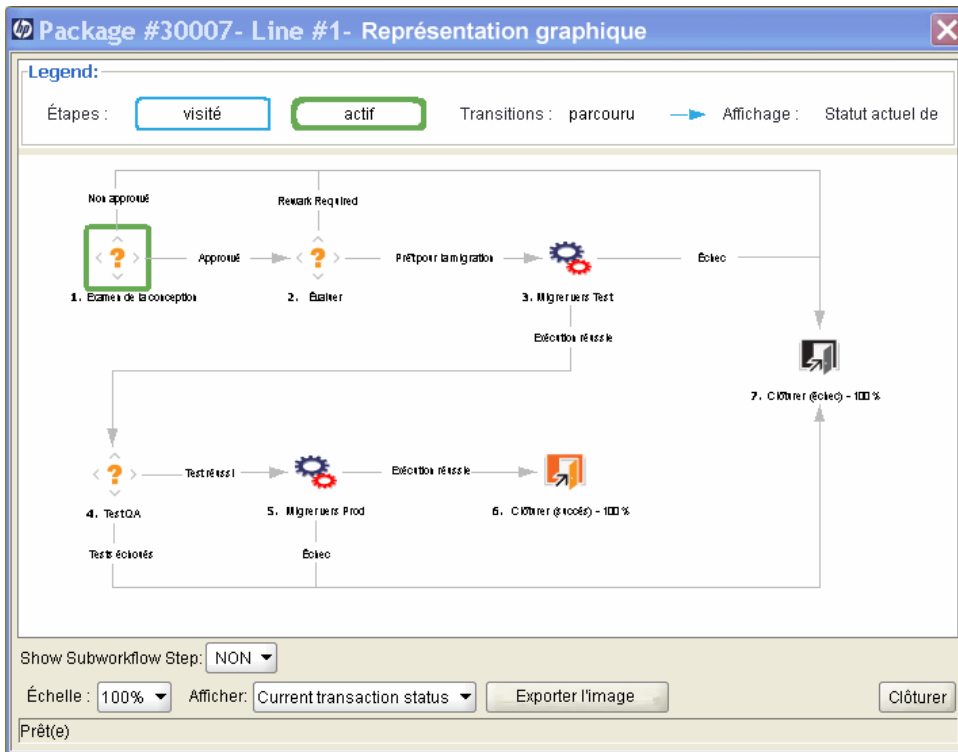 hp Package #30007- Line #1- Représentation graphique
Legend:
Étapes : visité actif Transitions : parcouru Affichage : Statut actuel de
Non approuvé Rework Required
Approuvé Prêt pour la migration Échec
1. Examen de la conception 2. Évaluer 3. Migrer vers Test
Exécution réussie
7. Clôturer (échec) - 100 %
Test réussi Exécution réussie
4. Test QA 5. Migrer vers Prod 6. Clôturer (succès) - 100 %
Tests échoués Échec
Show Subworkflow Step: NON
Échelle : 100% Afficher: Current transaction status Exporter l'image Clôturer
Prêt(e)